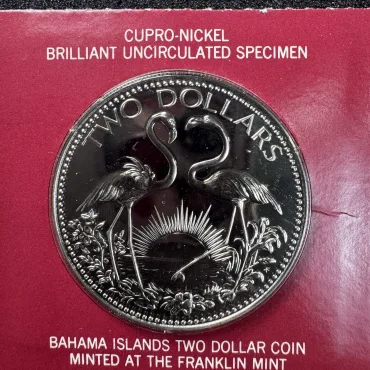 CUPRO-NICKEL
BRILLIANT UNCIRCULATED SPECIMEN
TWO DOLLARS
BAHAMA ISLANDS TWO DOLLAR COIN
MINTED AT THE FRANKLIN MINT